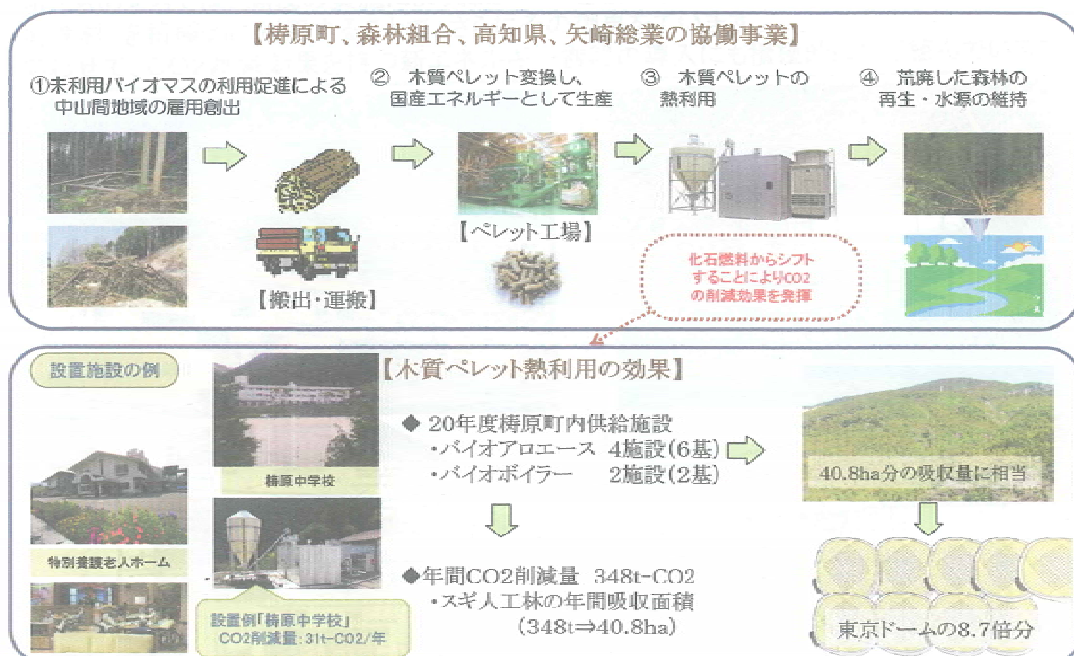 【梼原町、森林組合、高知県、矢崎総業の協働事業】
①未利用バイオマスの利用促進による
中山間地域の雇用創出
② 木質ペレット変換し、
国産エネルギーとして生産
③ 木質ペレットの
熱利用
④ 荒廃した森林の
再生・水源の維持
【搬出・運搬】
【ペレット工場】
化石燃料からシフト
することによりCO2
の削減効果を発揮
設置施設の例
【木質ペレット熱利用の効果】
梼原中学校
特別養護老人ホーム
設置例「梼原中学校」
CO2削減量:31t-CO2/年
◆ 20年度梼原町内供給施設
・バイオアロエース 4施設(6基)
・バイオボイラー 2施設(2基)
◆年間CO2削減量 348t-CO2
・スギ人工林の年間吸収面積
(348t⇒40.8ha)
40.8ha分の吸収量に相当
東京ドームの8.7倍分